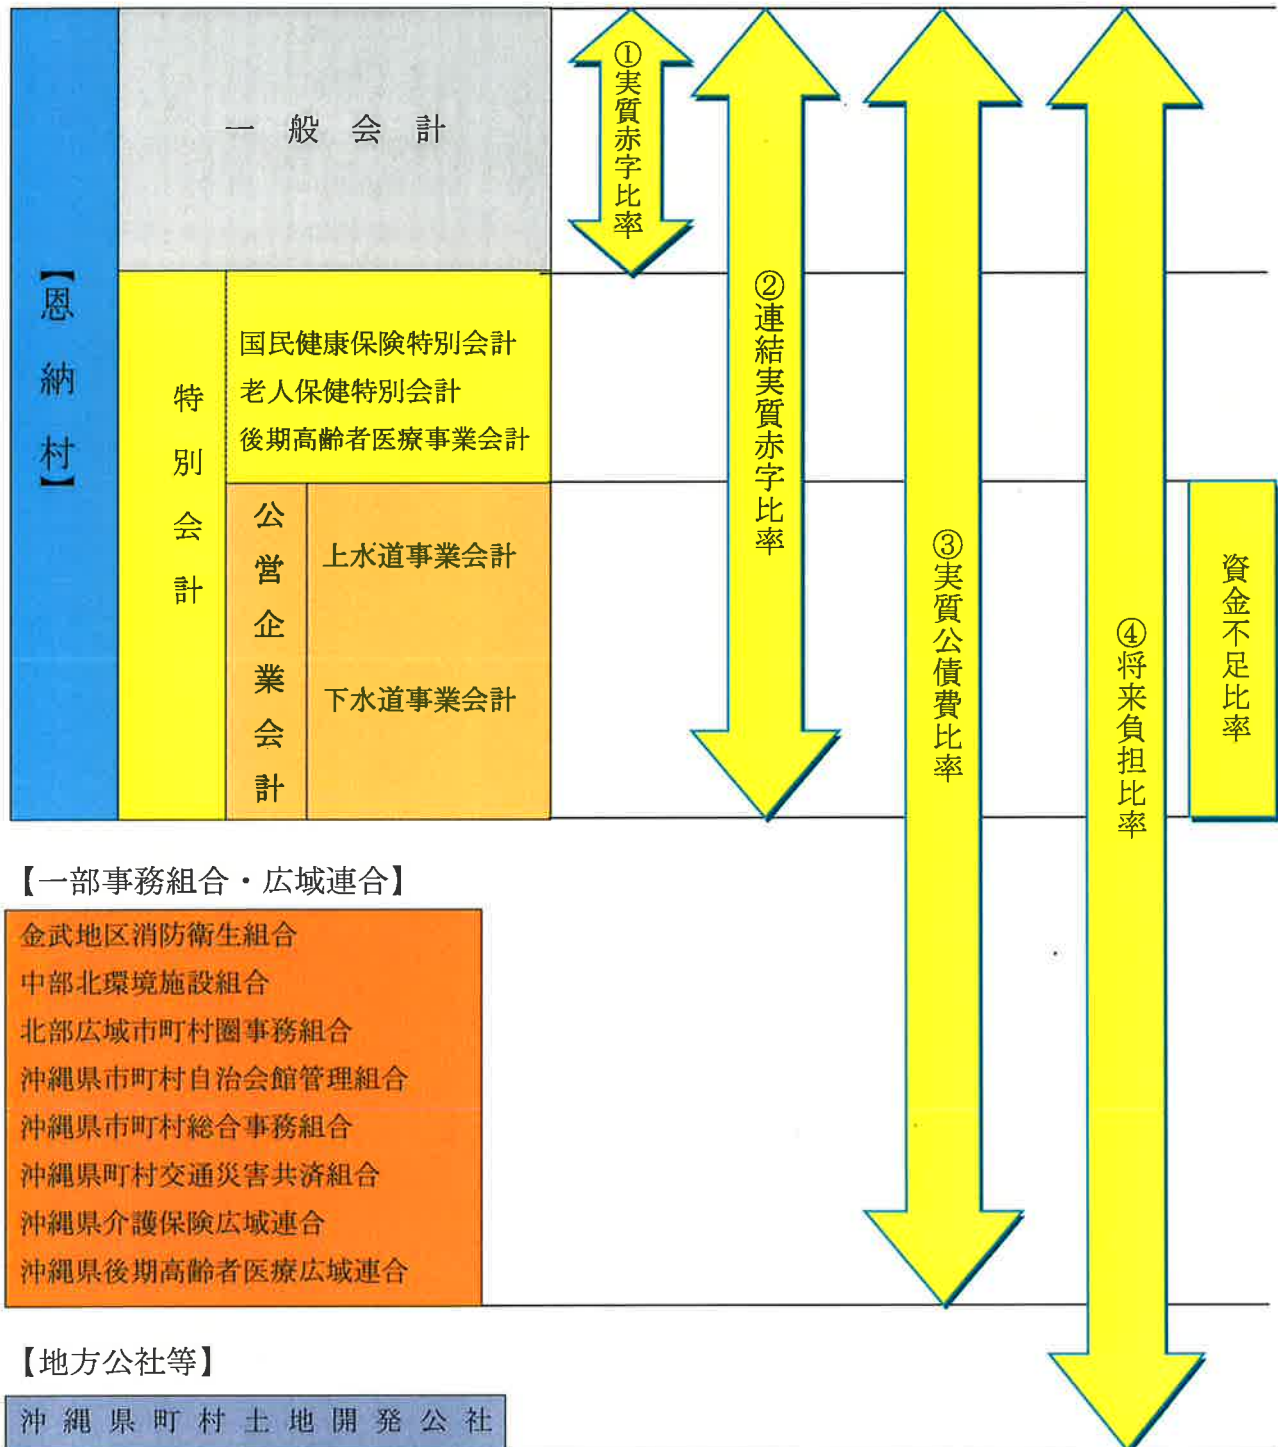 【恩納村】
一般会計
特別会計
国民健康保険特別会計
老人保健特別会計
後期高齢者医療事業会計
公営企業会計
上水道事業会計
下水道事業会計
①実質赤字比率
②連結実質赤字比率
③実質公債費比率
④将来負担比率
資金不足比率
【一部事務組合・広域連合】
金武地区消防衛生組合
中部北環境施設組合
北部広域市町村圏事務組合
沖縄県市町村自治会館管理組合
沖縄県市町村総合事務組合
沖縄県町村交通災害共済組合
沖縄県介護保険広域連合
沖縄県後期高齢者医療広域連合
【地方公社等】
沖縄県町村土地開発公社